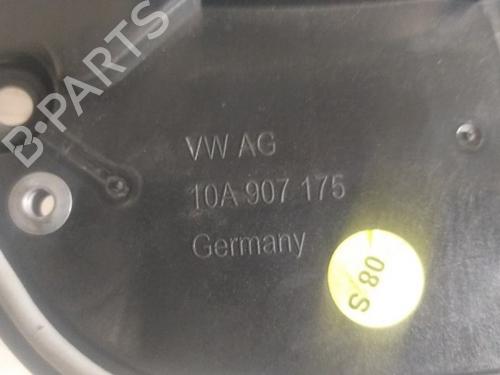 B-PARTS
VW AG
10A 907 175
Germany
S 80